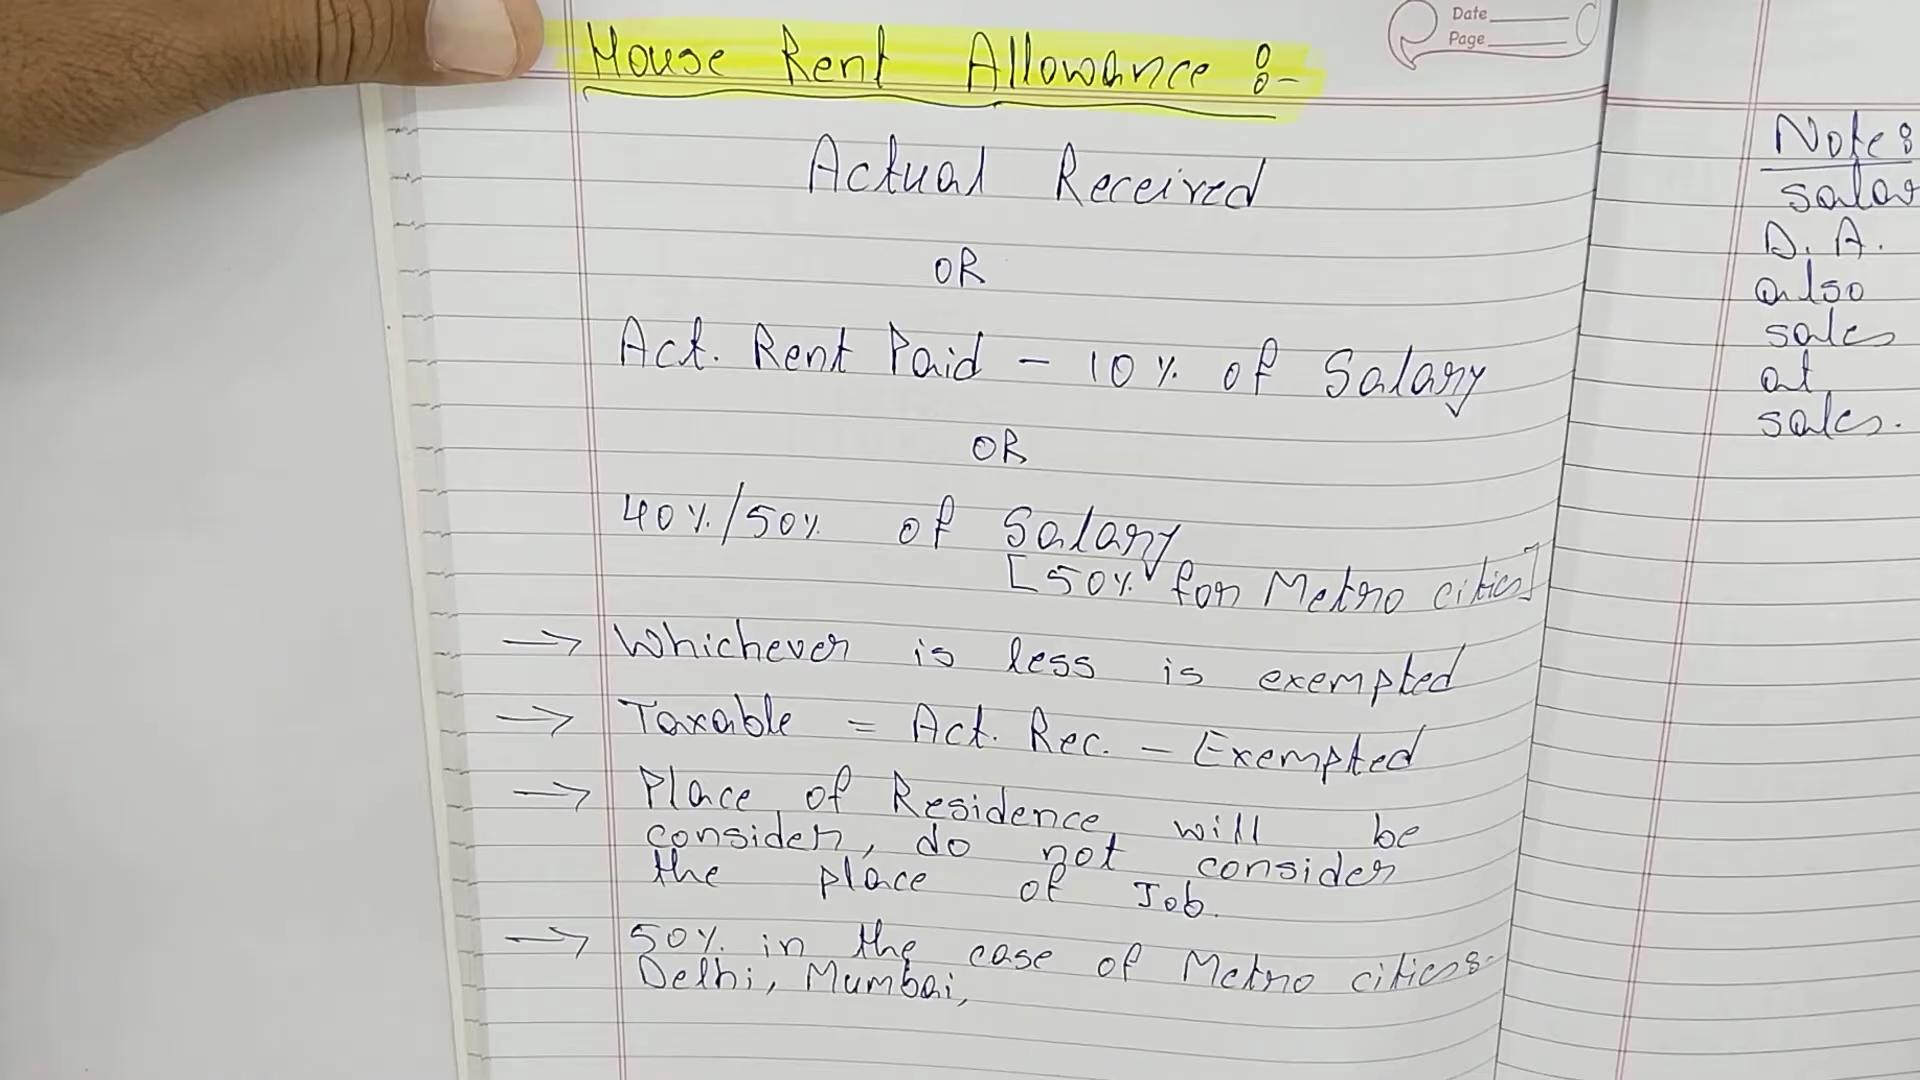 Date
Page
House Rent Allowance :-
Actual Received
OR
Act. Rent Paid - 10% of Salary
OR
40%/50% of Salary
[50% for Metro cities]
→ Whichever is less is exempted
→ Taxable = Act. Rec. - Exempted
→ Place of Residence will be
consider, do not consider
the place of Job.
→ 50% in the case of Metro cities:-
Delhi, Mumbai,
Note:
D. A.
also
sales
at
sales.